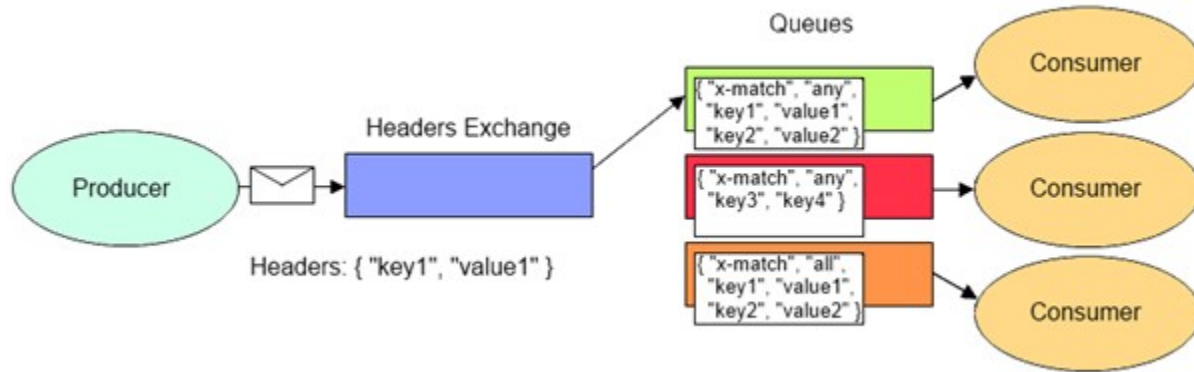 Queues
Consumer
{ "x-match", "any",
"key1", "value1",
"key2", "value2" }
Headers Exchange
Producer
{ "x-match", "any",
"key3", "key4" }
Consumer
Headers: { "key1", "value1" }
{ "x-match", "all",
"key1", "value1",
"key2", "value2" }
Consumer